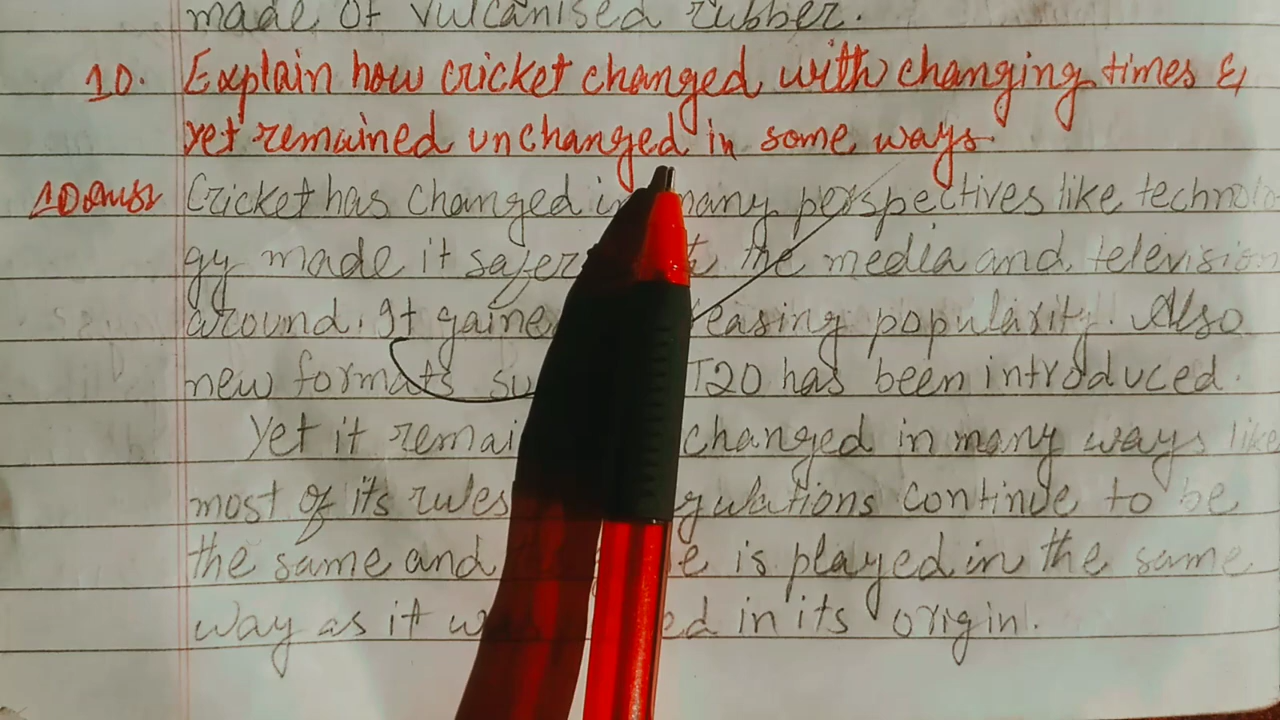 made of vulcanised rubber.
10. Explain how cricket changed with changing times &
yet remained unchanged in some ways.
10 Ans: Cricket has changed in many perspectives like technolo
gy made it safer the media and television
around. It gaine easing popularity. Also
new formats su T20 has been introduced.
Yet it remai changed in many ways like
most of its rules gulations continue to be
the same and e is played in the same
way as it w ed in its origin.